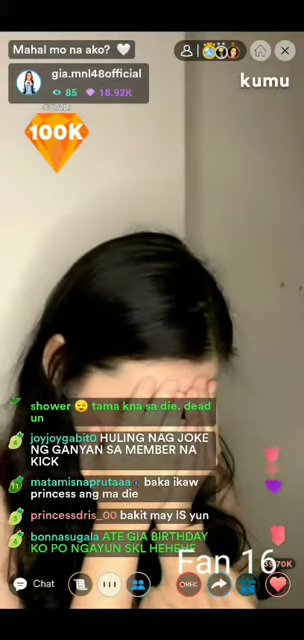 Mahal mo na ako? 🤍
gia.mnl48official
85 18.92K
kumu
100K
shower 😌 tama kna sa die. dead
un
joyjoygabit0 HULING NAG JOKE
NG GANYAN SA MEMBER NA
KICK
matamisnaprutaaa baka ikaw
princess ang ma die
princessdris_00 bakit may IS yun
bonnasugala ATE GIA BIRTHDAY
KO PO NGAYUN SKL HEHEHE
Fan 16
Chat